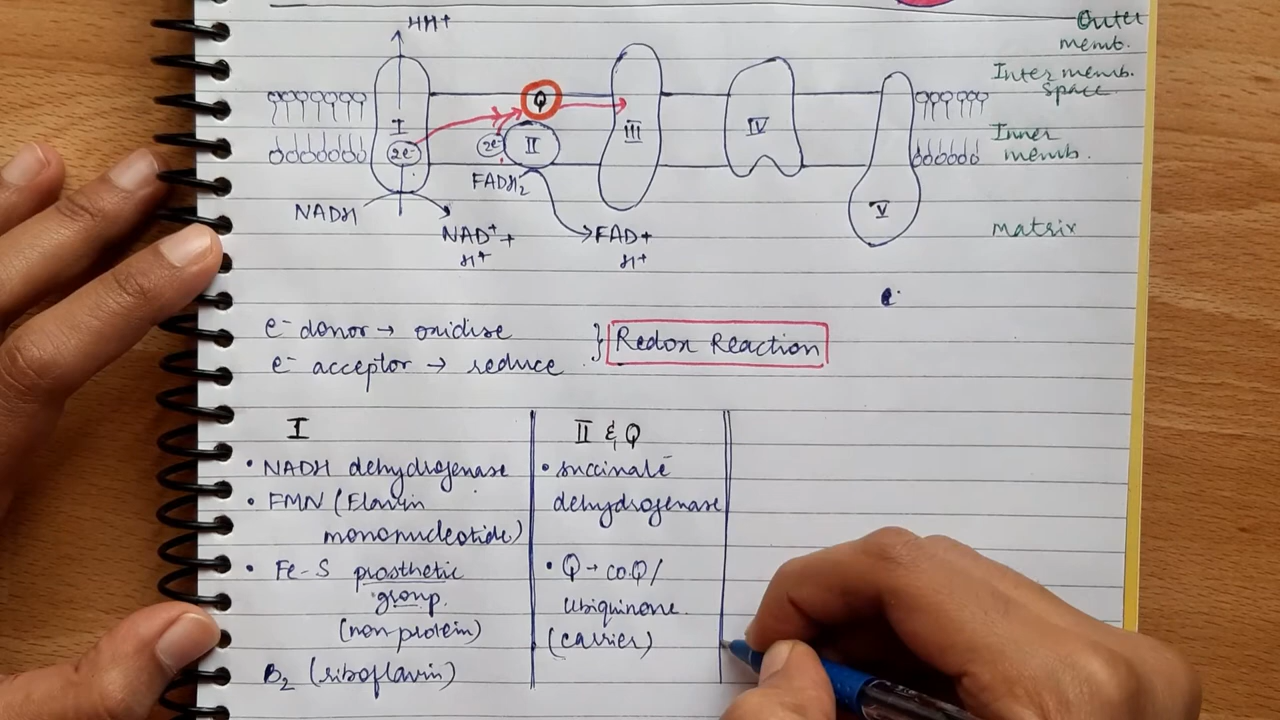 4H+
Outer
memb.
Inter memb.
space
Q
I
III
IV
Inner
memb.
2e-
2e-
II
FADH2
NADH
V
NAD+ +
H+
FAD+
H+
Matrix
e-
e- donor → oxidise
e- acceptor → reduce
} Redox Reaction
I
• NADH dehydrogenase
• FMN (Flavin
mononucleotide)
• Fe-S prosthetic
group.
(non protein)
B2 (riboflavin)
II & Q
• succinate
dehydrogenase
• Q → co.Q/
Ubiquinone.
(carrier)